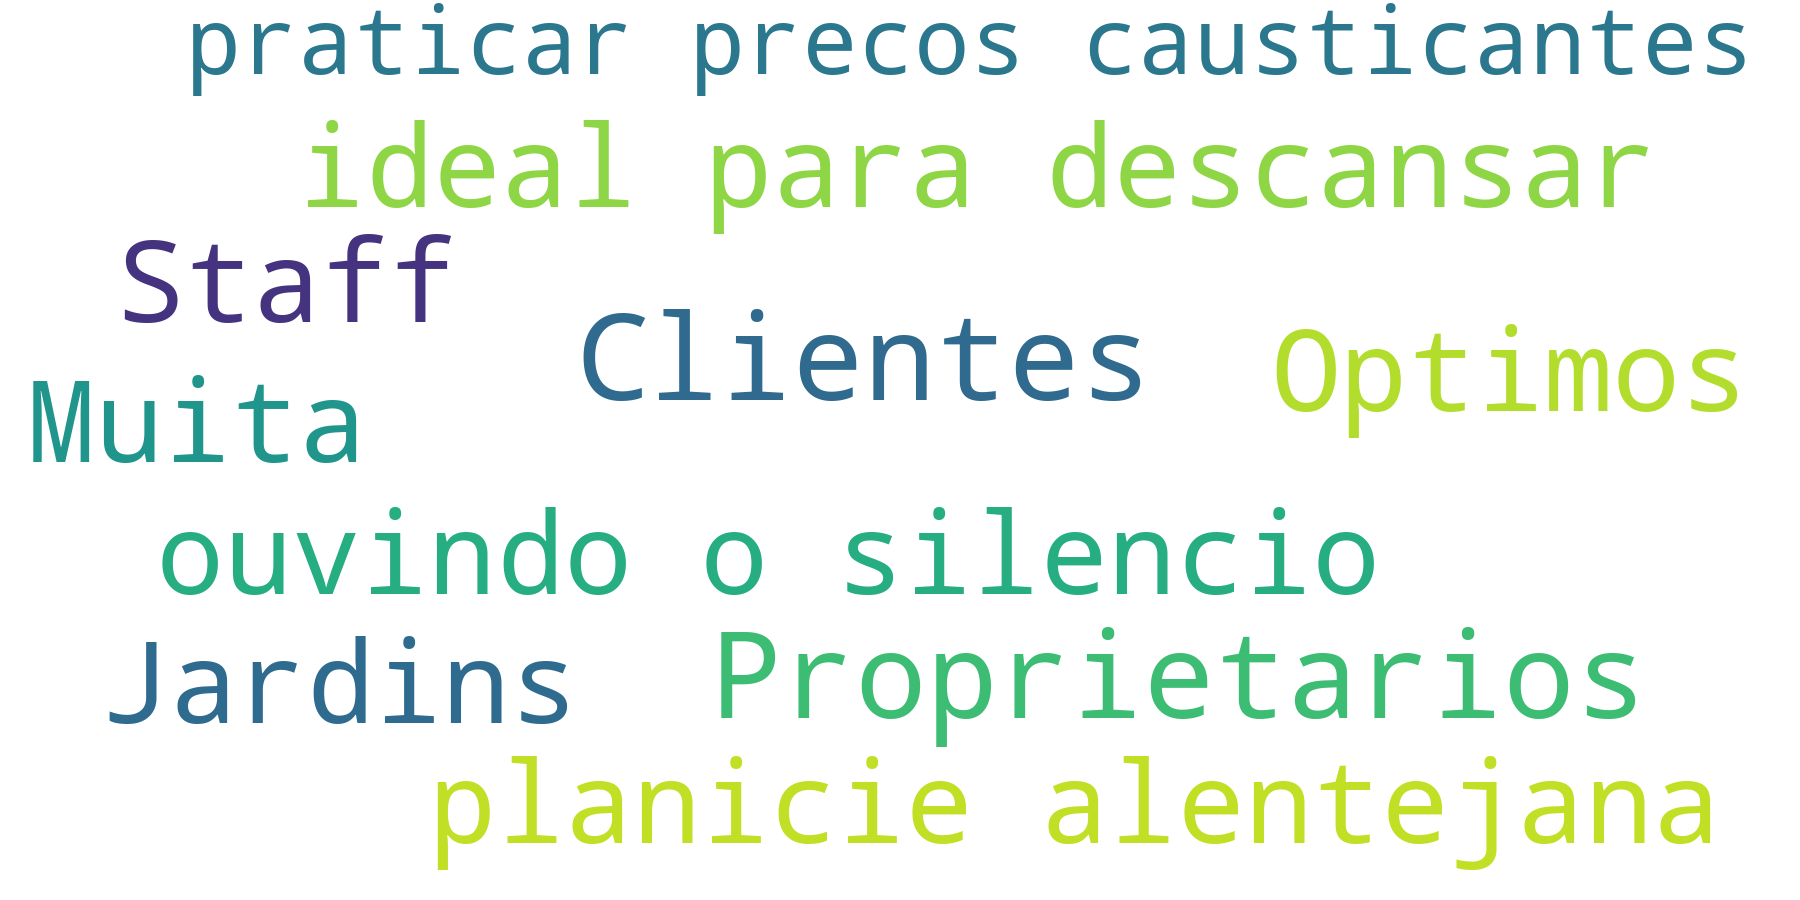 praticar precos causticantes
ideal para descansar
Staff
Clientes
Optimos
Muita
ouvindo o silencio
Jardins
Proprietarios
planicie alentejana